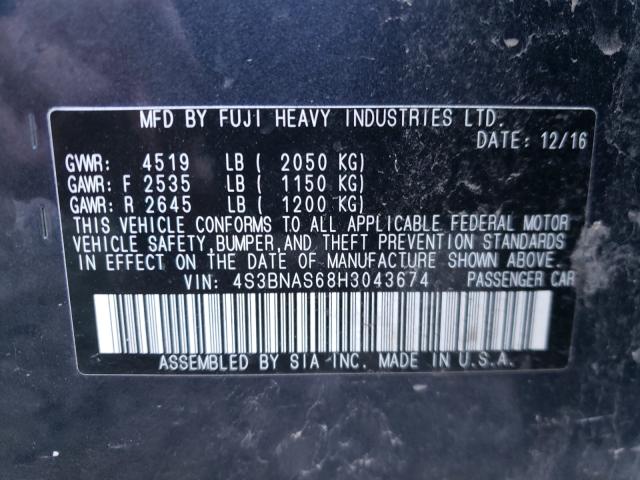 MFD BY FUJI HEAVY INDUSTRIES LTD.
DATE: 12/16
GVWR: 4519 LB ( 2050 KG)
GAWR: F 2535 LB ( 1150 KG)
GAWR: R 2645 LB ( 1200 KG)
THIS VEHICLE CONFORMS TO ALL APPLICABLE FEDERAL MOTOR
VEHICLE SAFETY, BUMPER, AND THEFT PREVENTION STANDARDS
IN EFFECT ON THE DATE OF MANUFACTURE SHOWN ABOVE.
VIN: 4S3BNAS68H3043674 PASSENGER CAR
ASSEMBLED BY SIA INC. MADE IN U.S.A.